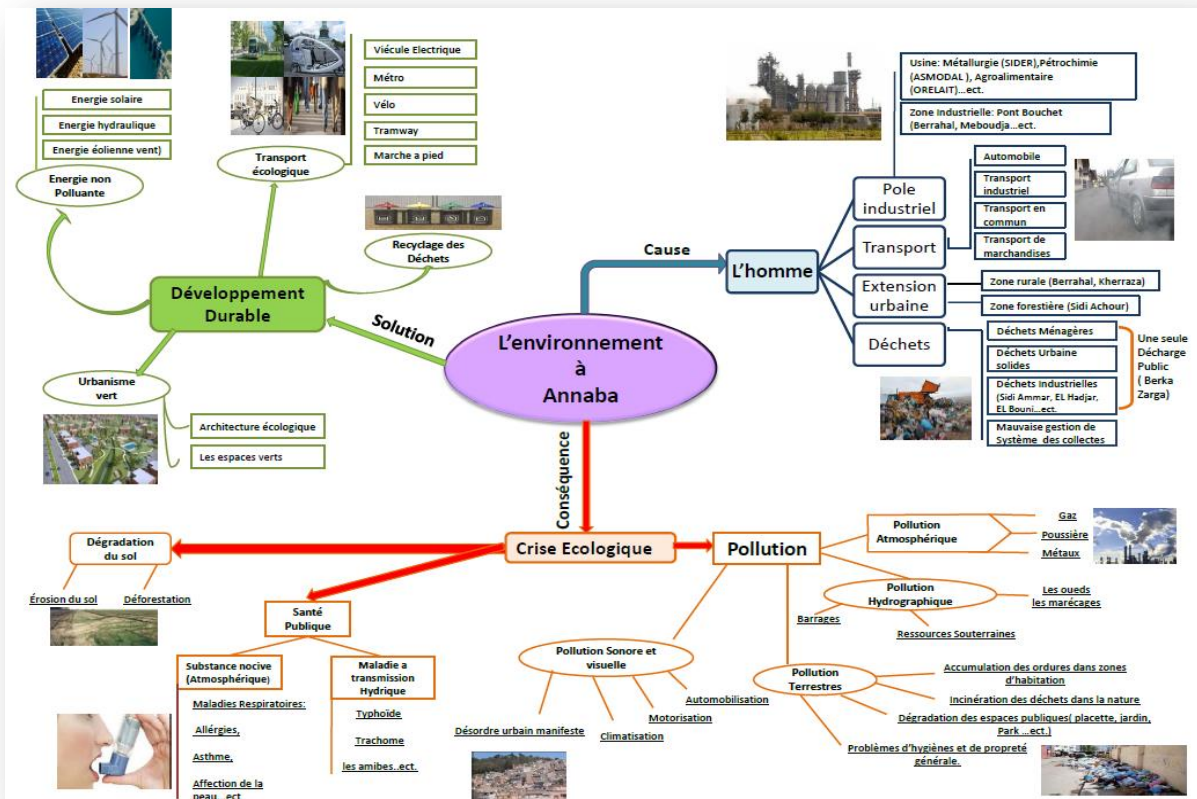 Energie solaire
Energie hydraulique
Energie éolienne vent)
Energie non
Polluante
Viécule Electrique
Métro
Vélo
Tramway
Marche a pied
Transport
écologique
Recyclage des
Déchets
Développement
Durable
Urbanisme
vert
Architecture écologique
Les espaces verts
Solution
L'environnement
à
Annaba
Cause
L'homme
Pole
industriel
Usine: Métallurgie (SIDER),Pétrochimie
(ASMODAL ), Agroalimentaire
(ORELAIT)...ect.
Zone Industrielle: Pont Bouchet
(Berrahal, Meboudja...ect.
Transport
Automobile
Transport
industriel
Transport en
commun
Transport de
marchandises
Extension
urbaine
Zone rurale (Berrahal, Kherraza)
Zone forestière (Sidi Achour)
Déchets
Déchets Ménagères
Déchets Urbaine
solides
Déchets Industrielles
(Sidi Ammar, EL Hadjar,
EL Bouni...ect.
Mauvaise gestion de
Système des collectes
Une seule
Décharge
Public
( Berka
Zarga)
Conséquence
Crise Ecologique
Dégradation
du sol
Érosion du sol
Déforestation
Santé
Publique
Substance nocive
(Atmosphérique)
Maladies Respiratoires:
Allérgies,
Asthme,
Affection de la
peau...ect
Maladie a
transmission
Hydrique
Typhoïde
Trachome
les amibes..ect.
Pollution
Pollution
Atmosphérique
Gaz
Poussière
Métaux
Pollution
Hydrographique
Barrages
Les oueds
les marécages
Ressources Souterraines
Pollution Sonore et
visuelle
Désordre urbain manifeste
Climatisation
Motorisation
Automobilisation
Pollution
Terrestres
Accumulation des ordures dans zones
d'habitation
Incinération des déchets dans la nature
Dégradation des espaces publiques( placette, jardin,
Park ...ect.)
Problèmes d'hygiènes et de propreté
générale.